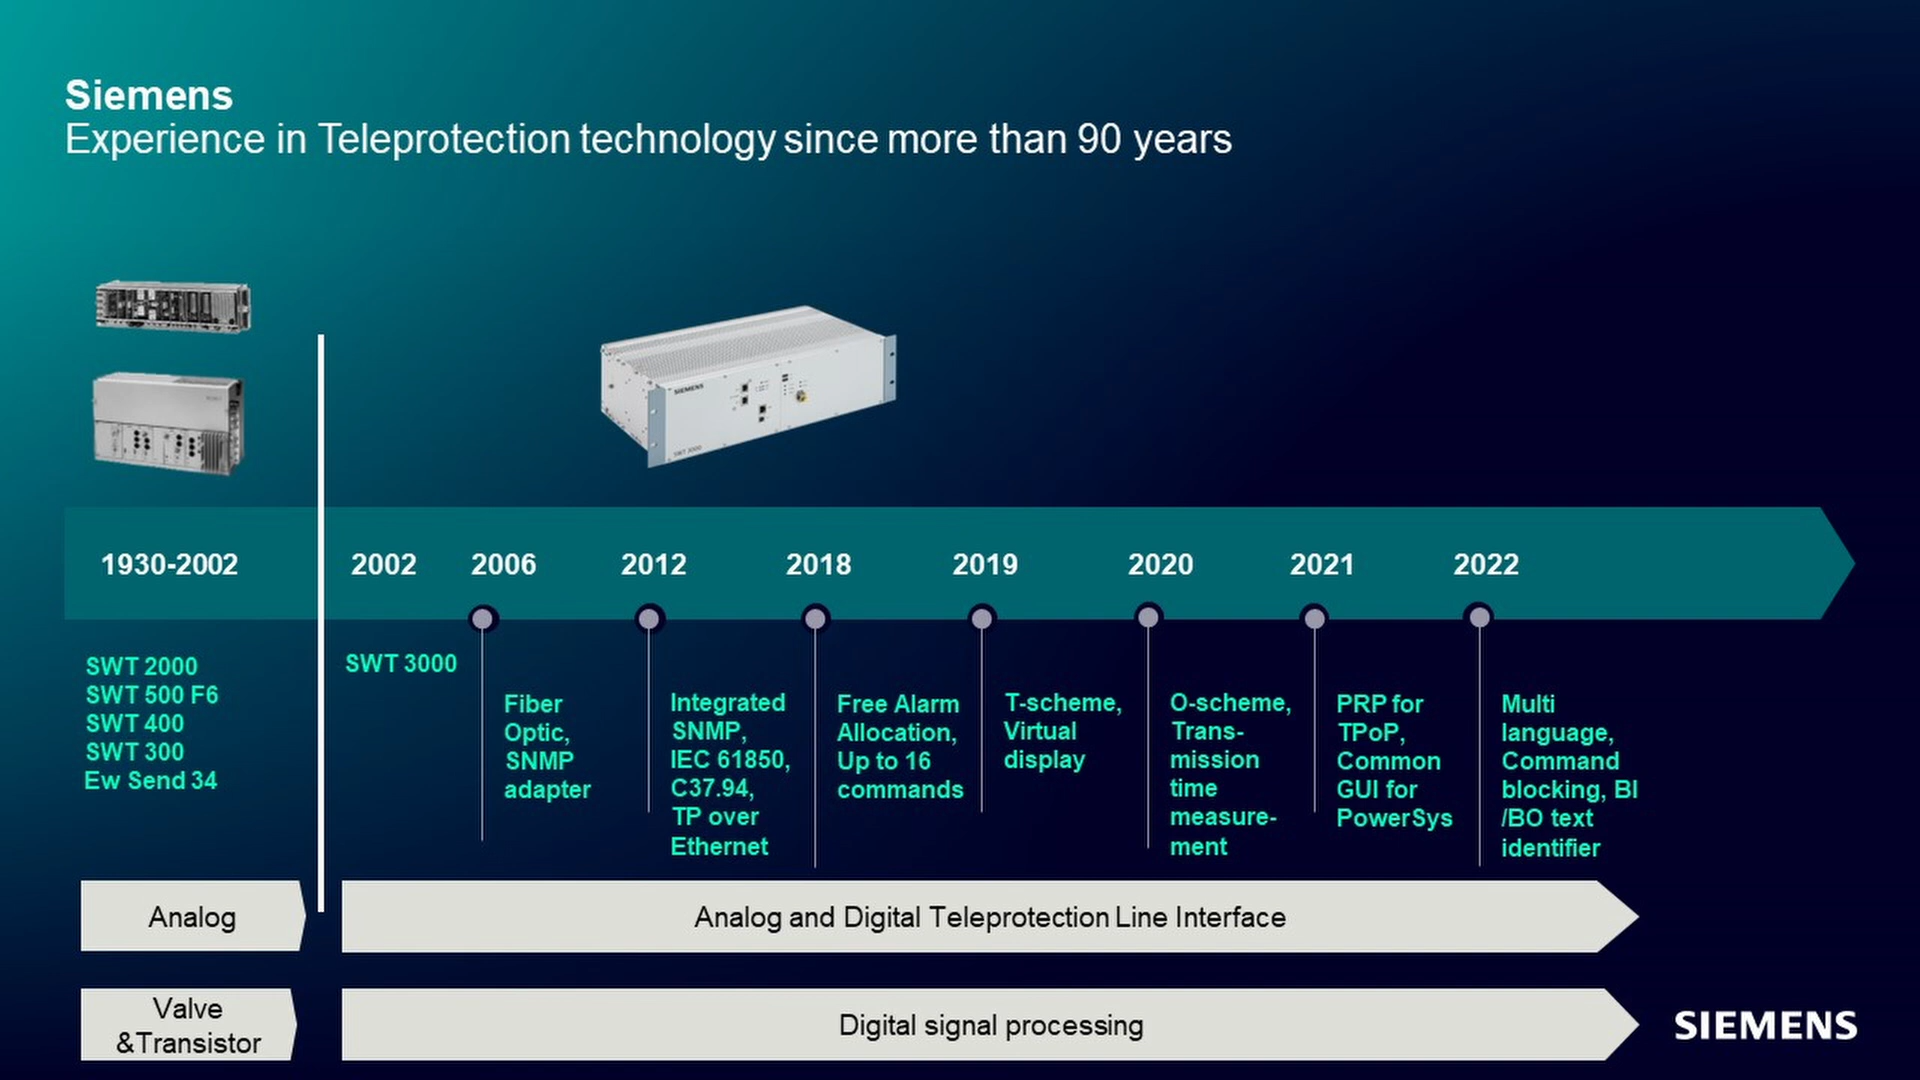 Siemens
Experience in Teleprotection technology since more than 90 years
SIEMENS
SWT 3000
1930-2002
2002
2006
2012
2018
2019
2020
2021
2022
SWT 2000
SWT 500 F6
SWT 400
SWT 300
Ew Send 34
SWT 3000
Fiber
Optic,
SNMP
adapter
Integrated
SNMP,
IEC 61850,
C37.94,
TP over
Ethernet
Free Alarm
Allocation,
Up to 16
commands
T-scheme,
Virtual
display
O-scheme,
Trans-
mission
time
measure-
ment
PRP for
TPoP,
Common
GUI for
PowerSys
Multi
language,
Command
blocking, BI
/BO text
identifier
Analog
Analog and Digital Teleprotection Line Interface
Valve
&Transistor
Digital signal processing
SIEMENS